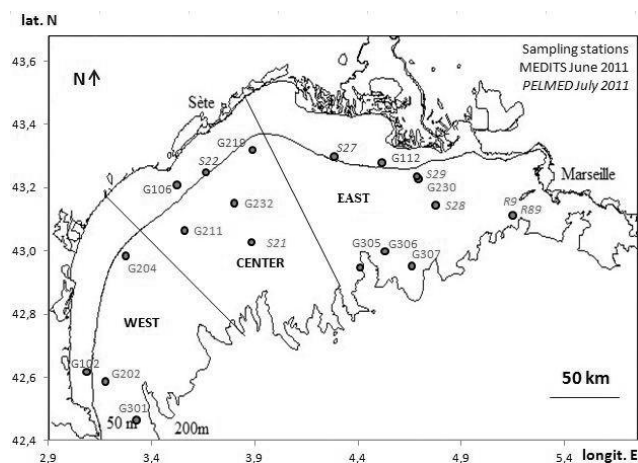 lat. N
43,6
43,4
43,2
43,0
42,8
42,6
42,4
N
Sète
Sampling stations
MEDITS June 2011
PELMED July 2011
Marseille
G219
S27
S22
G112
G106
S29
G230
EAST
G232
S28
R9
R89
G211
S21
G305
G306
G204
CENTER
G307
WEST
G102
G202
50 km
G301
50 m
200m
2,9
3,4
3,9
4,4
4,9
5,4
longit. E